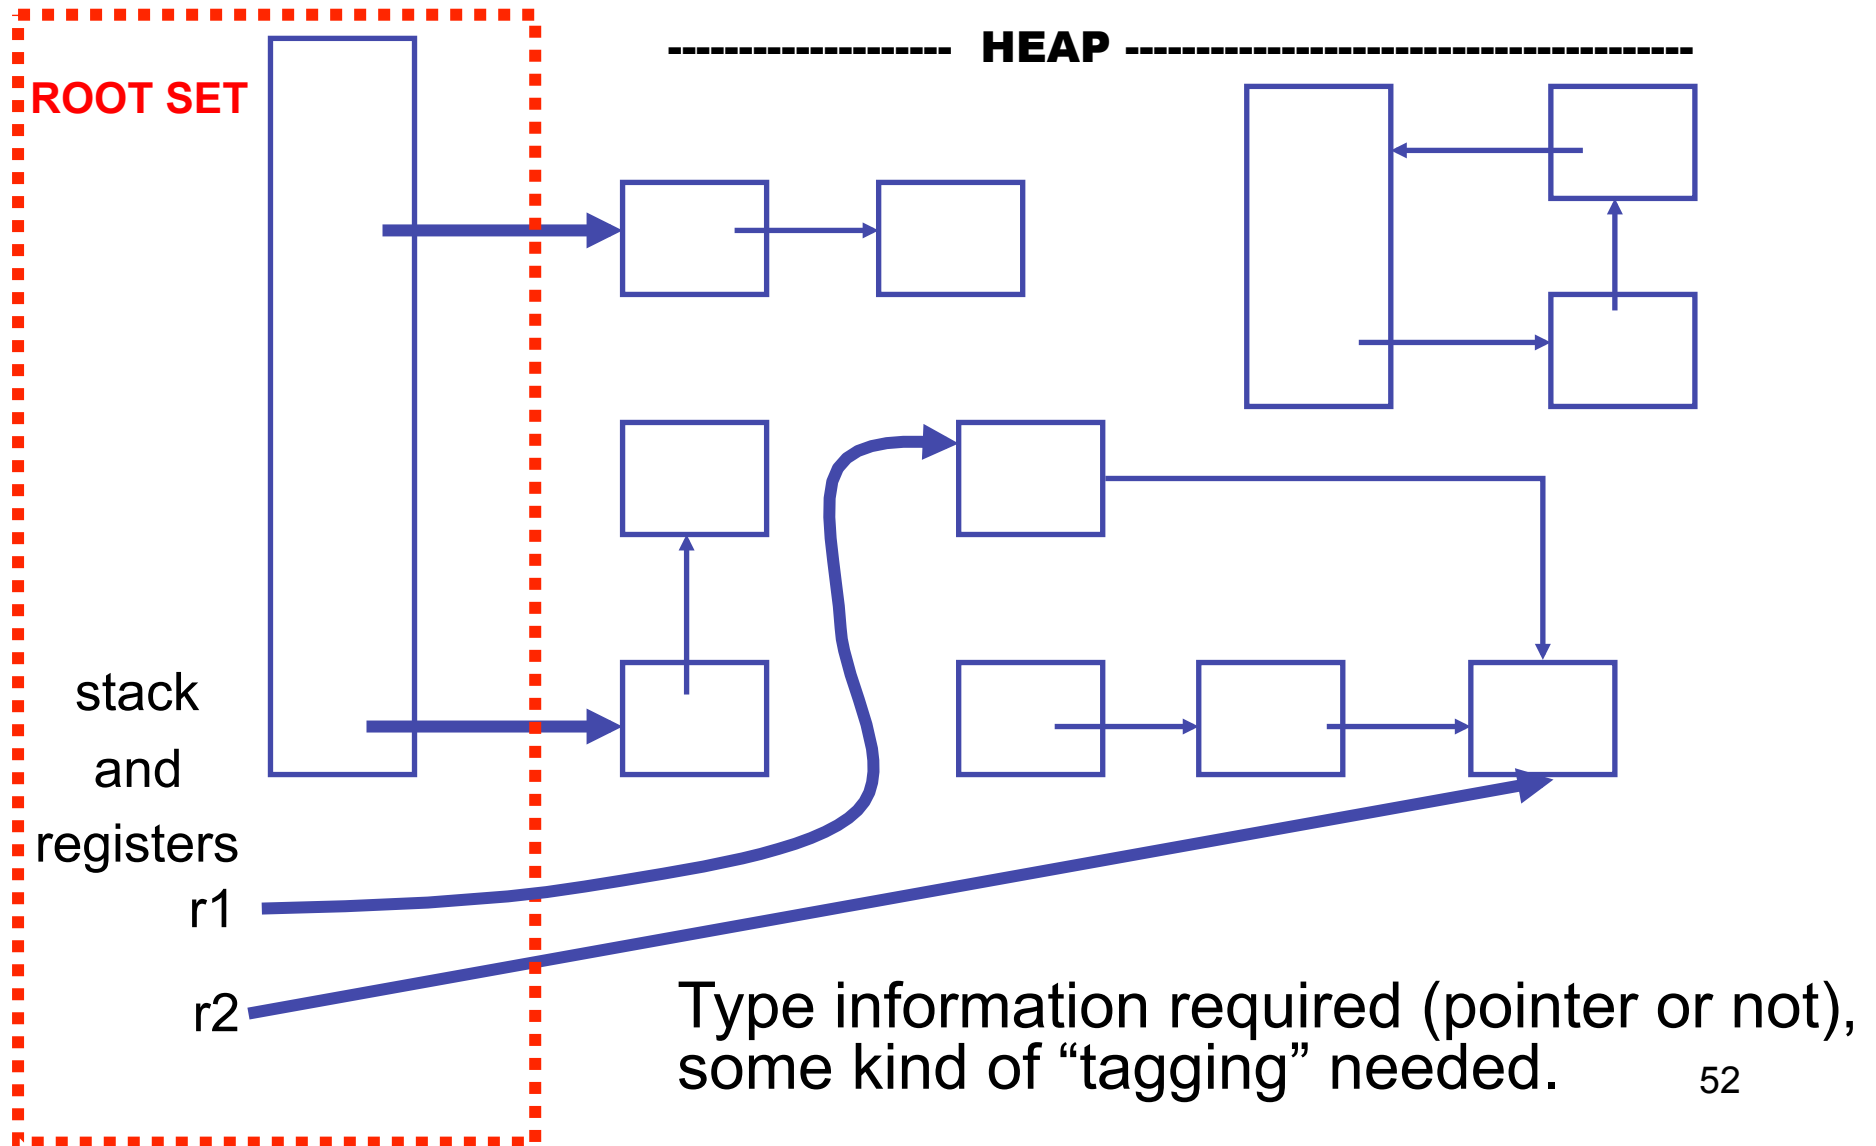 -------------------- HEAP ----------------------------------------
ROOT SET
stack
and
registers
r1
r2
Type information required (pointer or not),
some kind of “tagging” needed.
52